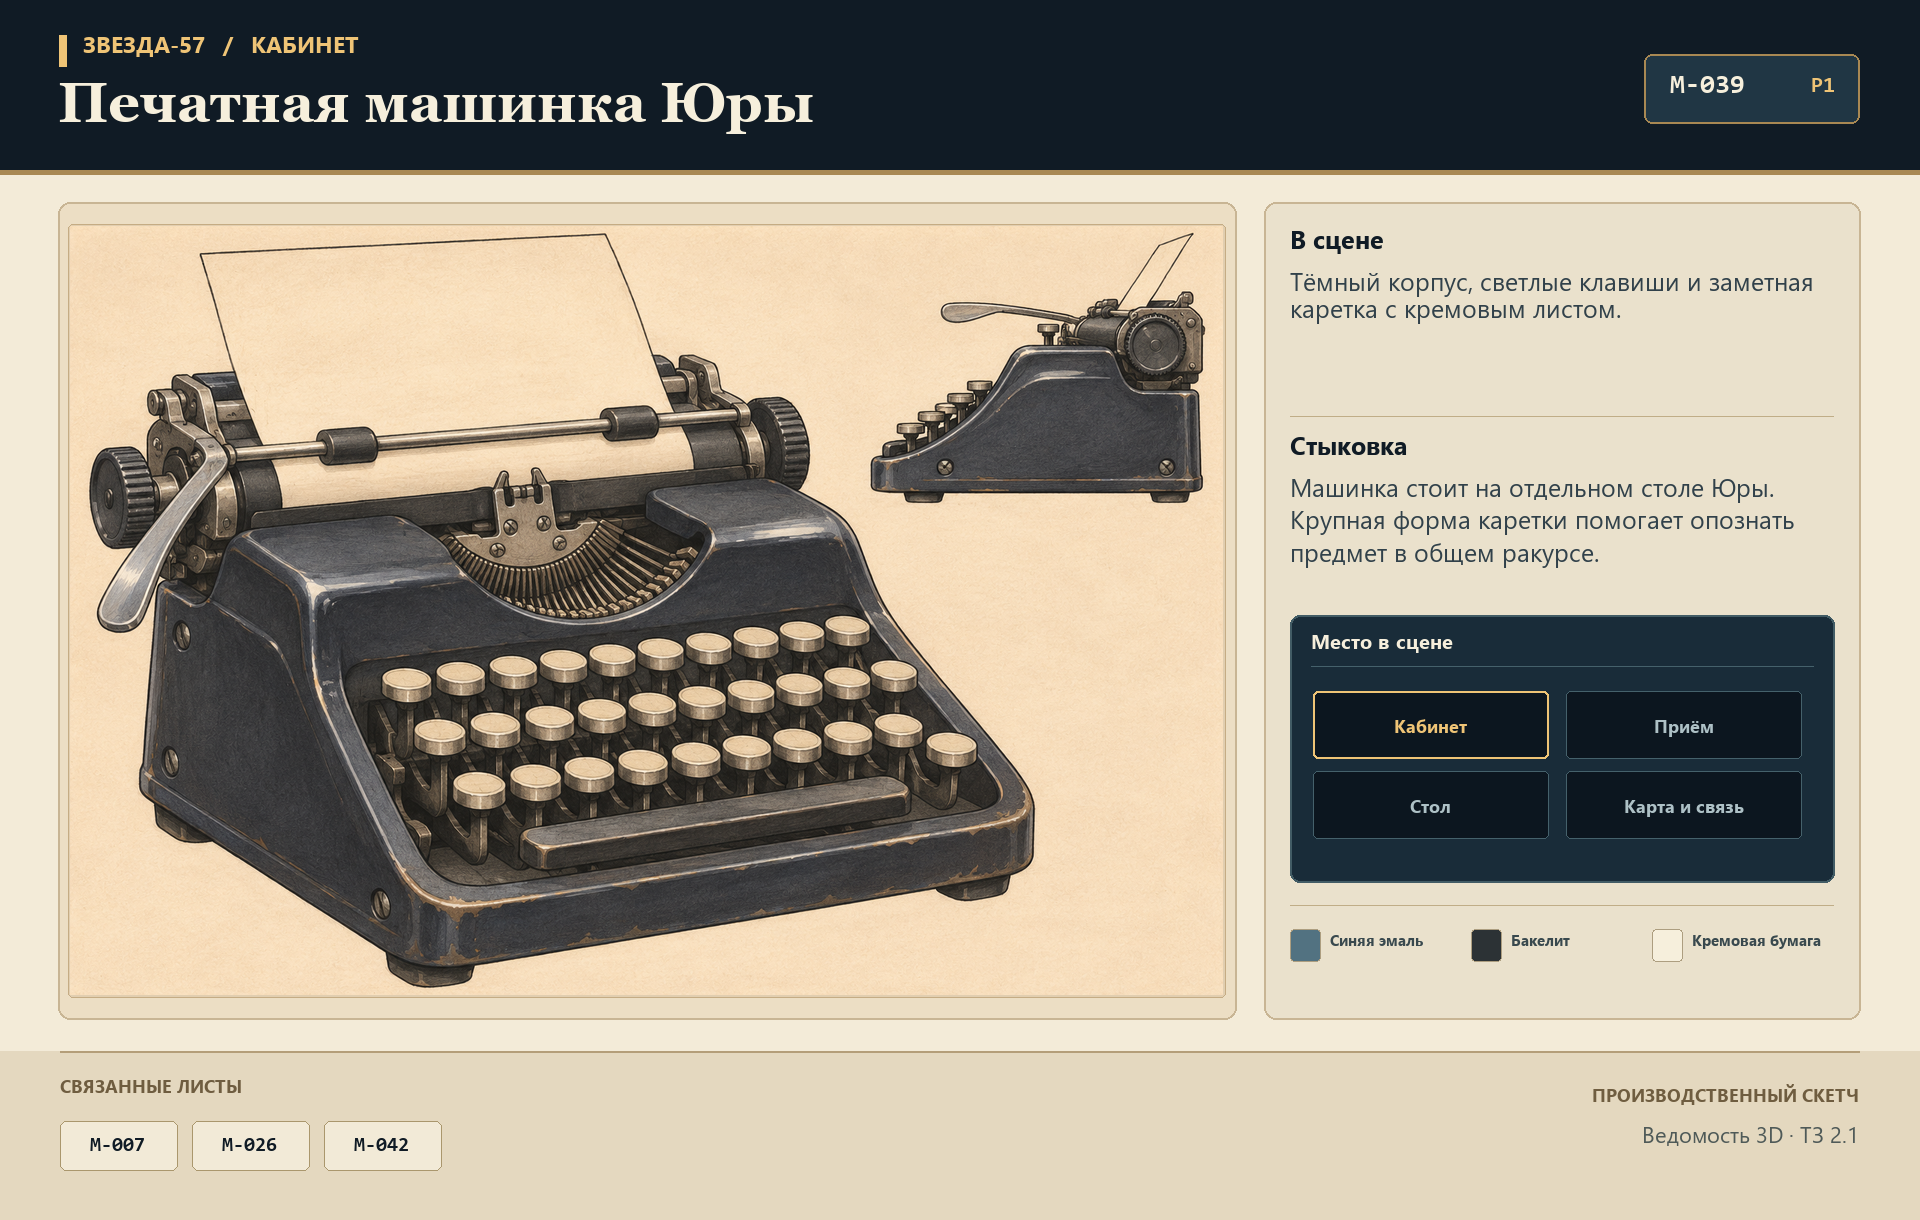 ЗВЕЗДА-57 / КАБИНЕТ
Печатная машинка Юры
M-039 P1
В сцене
Тёмный корпус, светлые клавиши и заметная
каретка с кремовым листом.
Стыковка
Машинка стоит на отдельном столе Юры.
Крупная форма каретки помогает опознать
предмет в общем ракурсе.
Место в сцене
Кабинет
Приём
Стол
Карта и связь
Синяя эмаль
Бакелит
Кремовая бумага
СВЯЗАННЫЕ ЛИСТЫ
M-007
M-026
M-042
ПРОИЗВОДСТВЕННЫЙ СКЕТЧ
Ведомость 3D · ТЗ 2.1